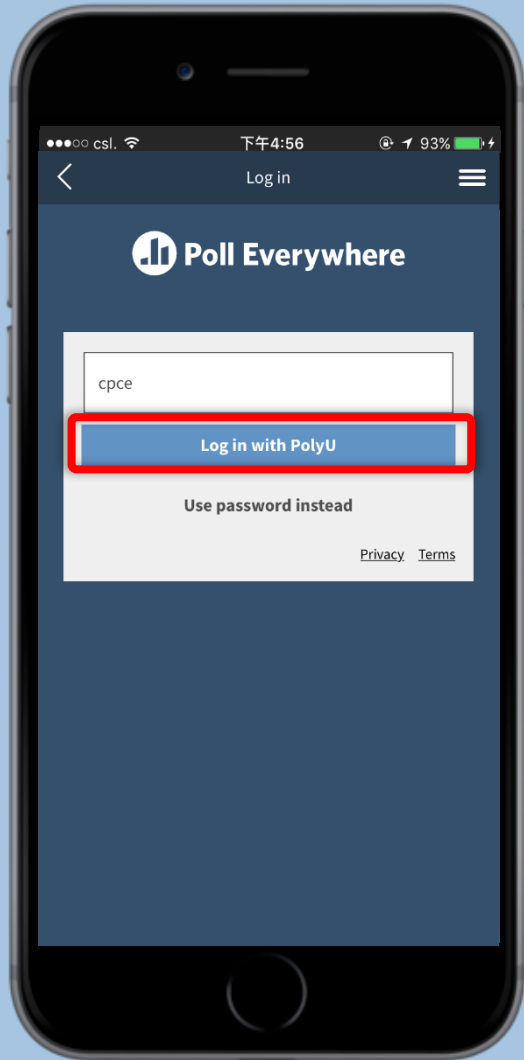 csl. 下午4:56 93%
Log in
Poll Everywhere
cpce
Log in with PolyU
Use password instead
Privacy Terms